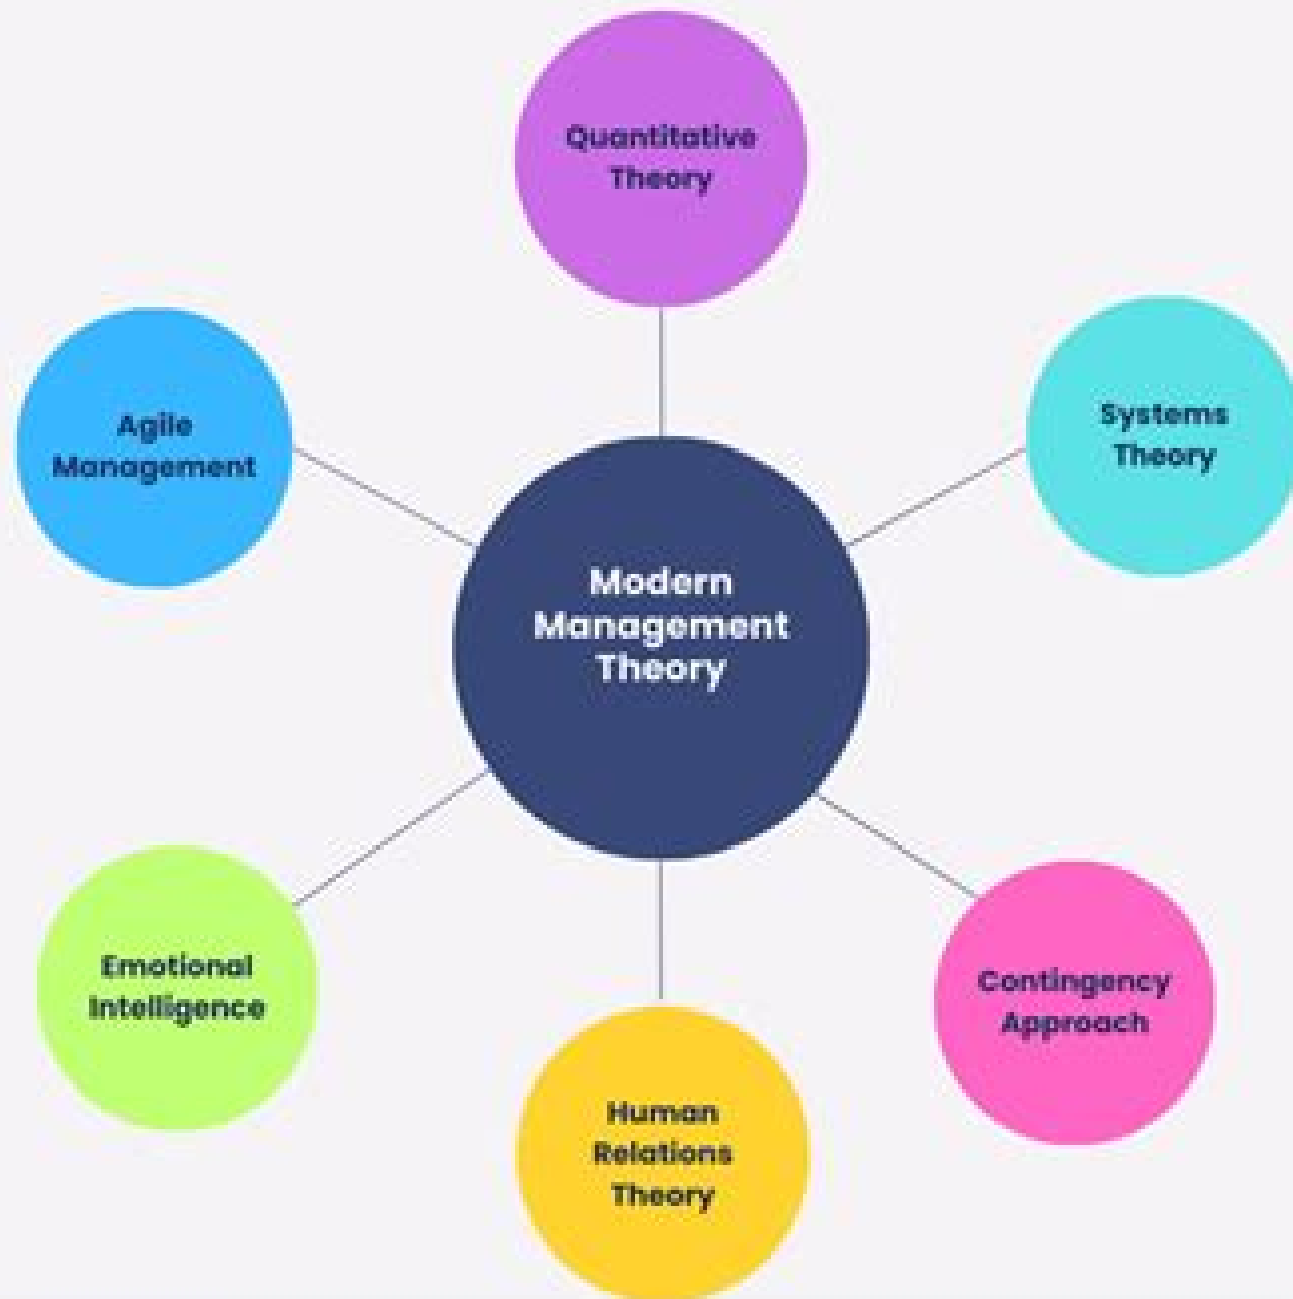 Quantitative
Theory
Systems
Theory
Agile
Management
Modern
Management
Theory
Emotional
Intelligence
Contingency
Approach
Human
Relations
Theory